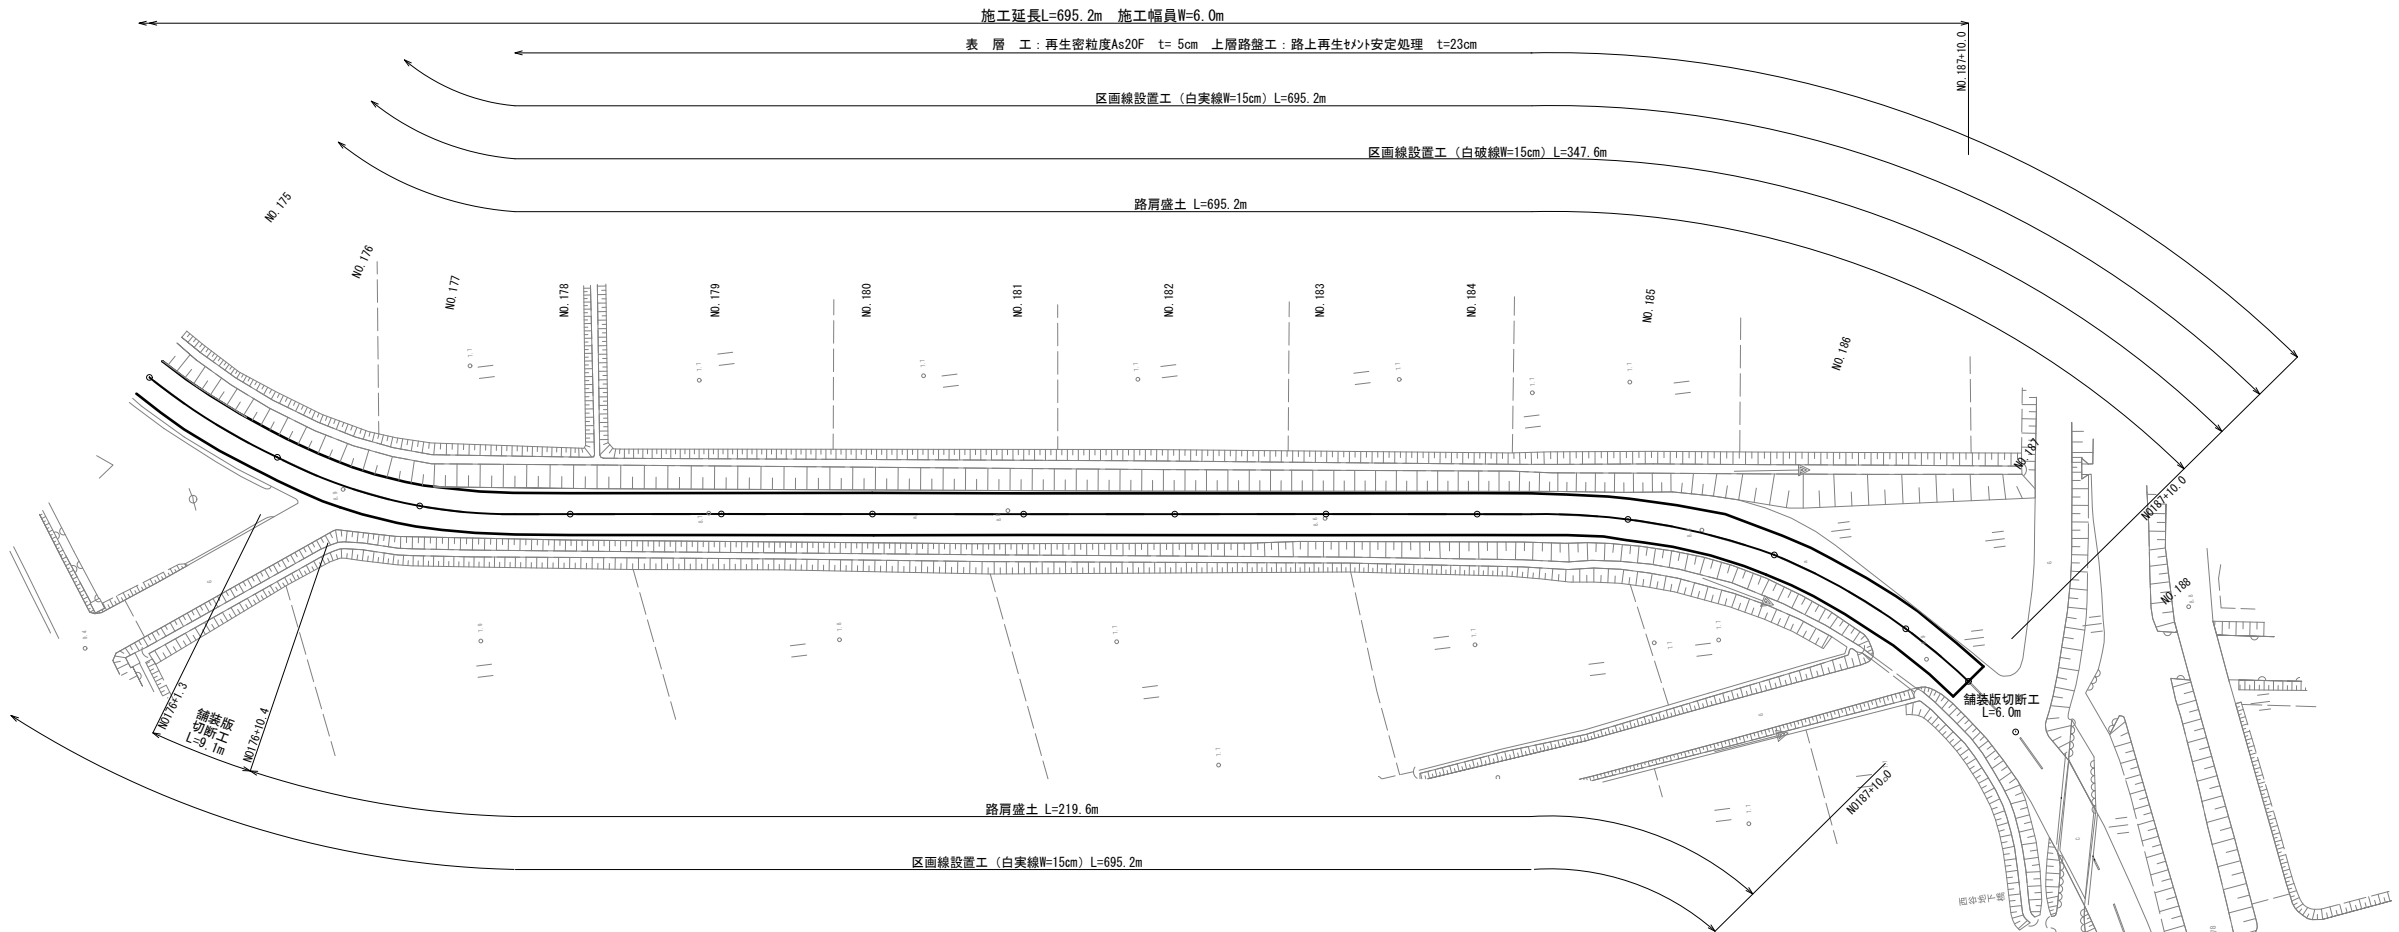 施工延長L=695.2m　施工幅員W=6.0m
表　層　工：再生密粒度As20F　t= 5cm　上層路盤工：路上再生ｾﾒﾝﾄ安定処理　t=23cm
NO.187+10.0
区画線設置工（白実線W=15cm）L=695.2m
区画線設置工（白破線W=15cm）L=347.6m
路肩盛土 L=695.2m
NO.175
NO.176
NO.177
NO.178
NO.179
NO.180
NO.181
NO.182
NO.183
NO.184
NO.185
NO.186
NO.187
NO187+10.0
NO.188
NO176+1.3
舗装版
切断工
L=9.1m
NO176+10.4
舗装版切断工
L=6.0m
NO187+10.0
路肩盛土 L=219.6m
区画線設置工（白実線W=15cm）L=695.2m